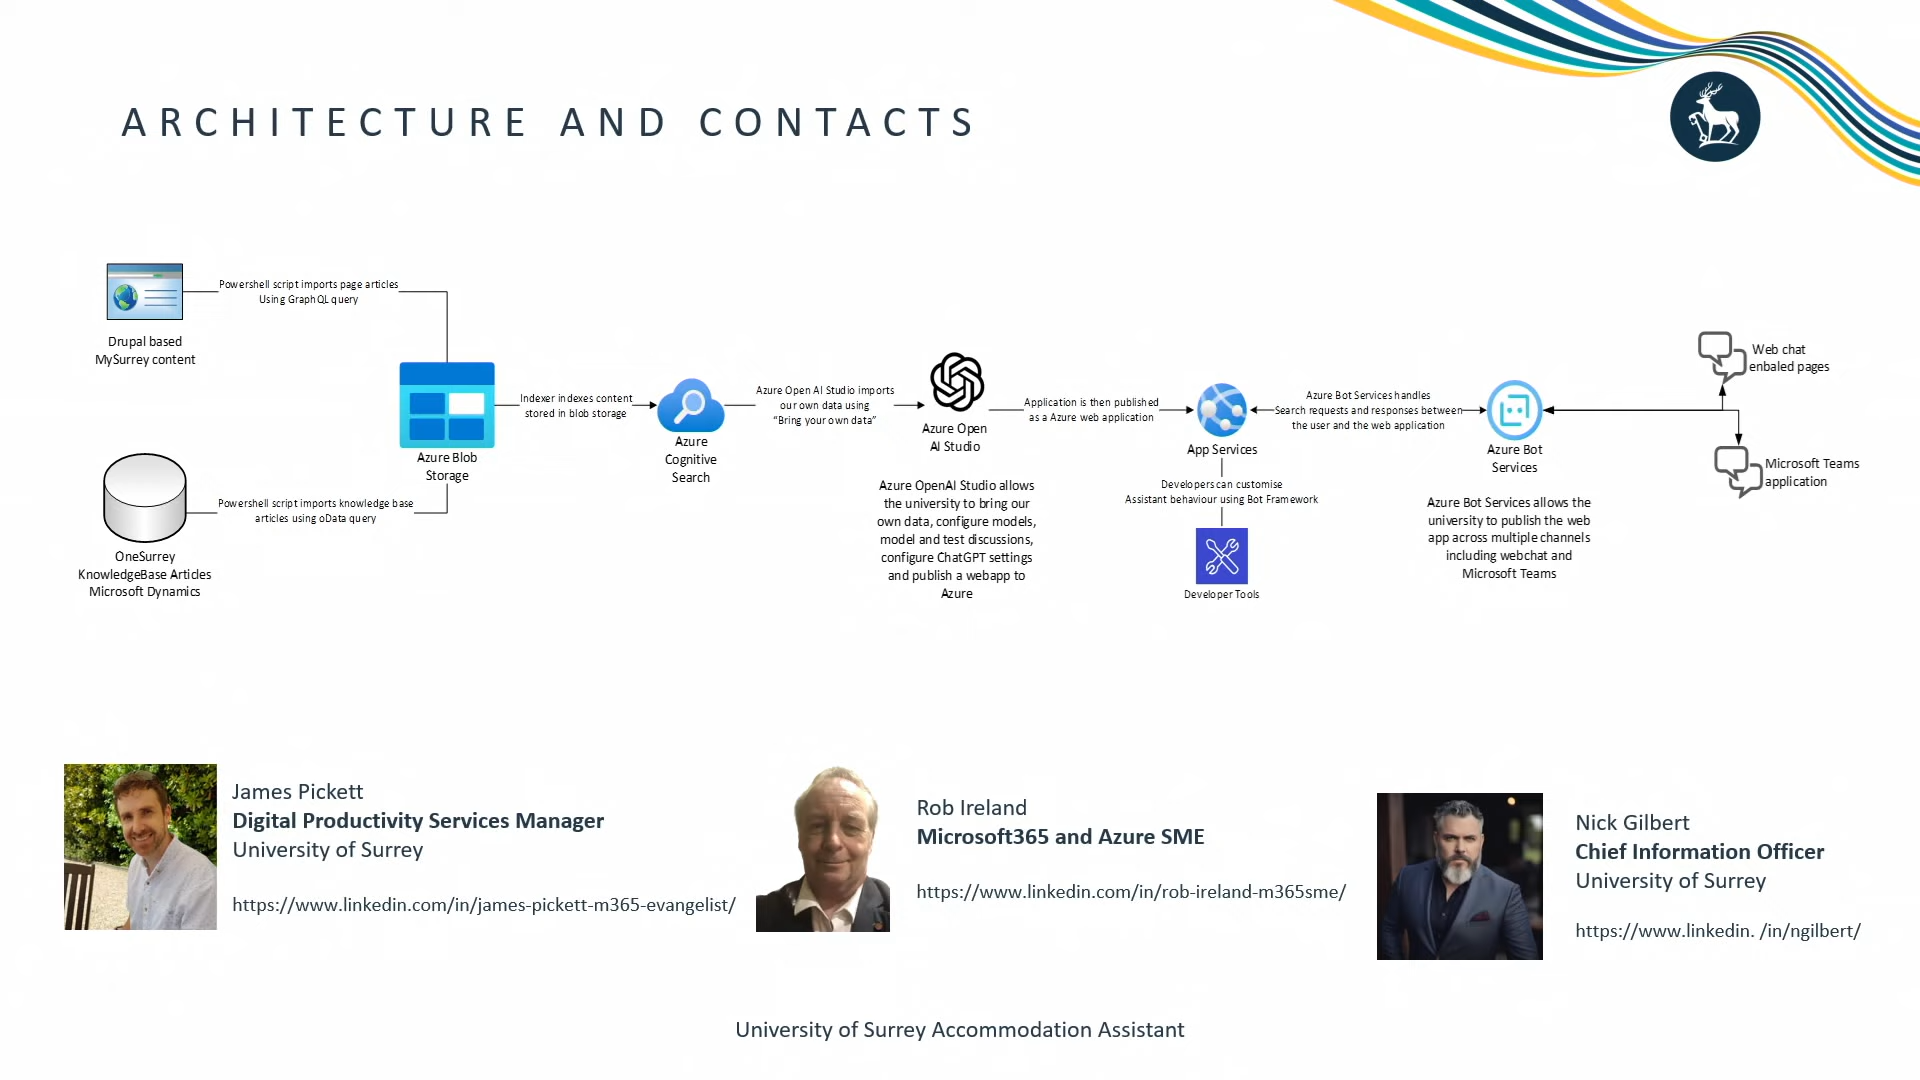 ARCHITECTURE AND CONTACTS
Powershell script imports page articles
Using GraphQL query
Drupal based
MySurrey content
Azure Blob
Storage
Powershell script imports knowledge base
articles using oData query
OneSurrey
KnowledgeBase Articles
Microsoft Dynamics
Indexer indexes content
stored in blob storage
Azure
Cognitive
Search
Azure Open AI Studio imports
our own data using
“Bring your own data”
Azure Open
AI Studio
Azure OpenAI Studio allows
the university to bring our
own data, configure models,
model and test discussions,
configure ChatGPT settings
and publish a webapp to
Azure
Application is then published
as a Azure web application
App Services
Developers can customise
Assistant behaviour using Bot Framework
Developer Tools
Azure Bot Services handles
Search requests and responses between
the user and the web application
Azure Bot
Services
Azure Bot Services allows the
university to publish the web
app across multiple channels
including webchat and
Microsoft Teams
Web chat
enbaled pages
Microsoft Teams
application
James Pickett
Digital Productivity Services Manager
University of Surrey
https://www.linkedin.com/in/james-pickett-m365-evangelist/
Rob Ireland
Microsoft365 and Azure SME
https://www.linkedin.com/in/rob-ireland-m365sme/
Nick Gilbert
Chief Information Officer
University of Surrey
https://www.linkedin. /in/ngilbert/
University of Surrey Accommodation Assistant